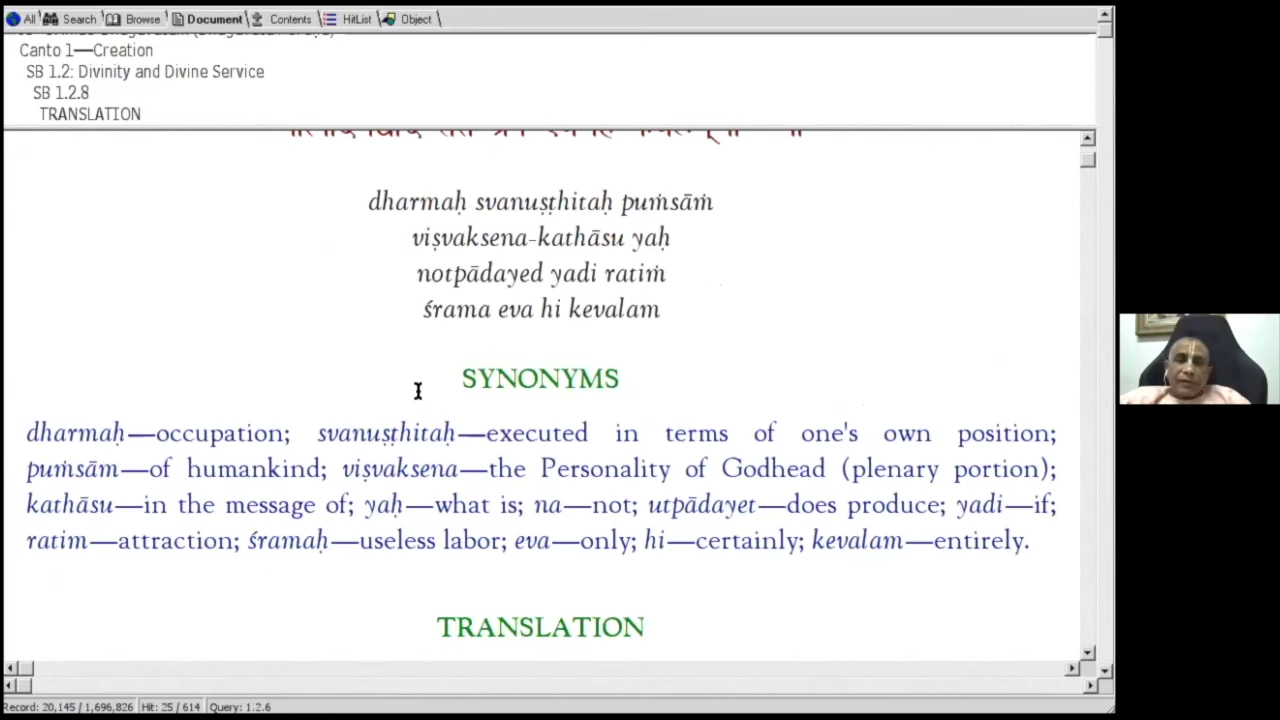 All Search Browse Document Contents HitList Object
Canto 1—Creation
SB 1.2: Divinity and Divine Service
SB 1.2.8
TRANSLATION
dharmaḥ svanuṣṭhitaḥ puṁsāṁ
viṣvaksena-kathāsu yaḥ
notpādayed yadi ratiṁ
śrama eva hi kevalam
SYNONYMS
dharmaḥ—occupation; svanuṣṭhitaḥ—executed in terms of one's own position;
puṁsām—of humankind; viṣvaksena—the Personality of Godhead (plenary portion);
kathāsu—in the message of; yaḥ—what is; na—not; utpādayet—does produce; yadi—if;
ratim—attraction; śramaḥ—useless labor; eva—only; hi—certainly; kevalam—entirely.
TRANSLATION
Record: 20,145 / 1,696,826 Hit: 25 / 614 Query: 1.2.6